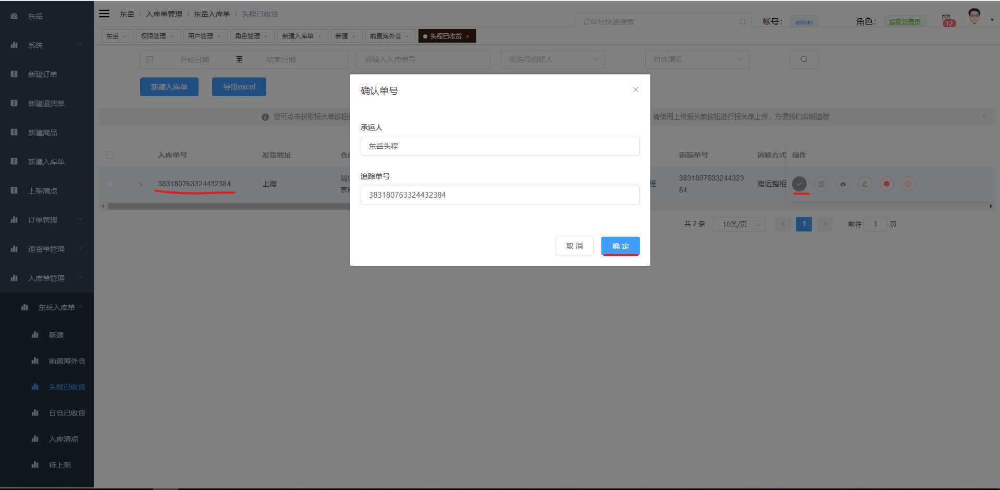 东岳
系统
新建订单
新建退货单
新建商品
新建入库单
上架清点
订单管理
退货单管理
入库单管理
东岳入库单
新建
前置海外仓
头程已收货
日仓已收货
入库清点
待上架
东岳 / 入库单管理 / 东岳入库单 / 头程已收货
订单号快速搜索
帐号： admin
角色： 超级管理员
12
东岳 × 权限管理 × 用户管理 × 角色管理 × 新建入库单 × 新建 × 前置海外仓 × 头程已收货 ×
开始日期 至 结束日期 请输入入库单号 请选择创建人 对应渠道
新建入库单 导出excel
您可点击获取报关单按钮
请使用上传报关单按钮进行报关单上传，方便我们后期追踪
入库单号 发货地址 追踪单号 运输方式 操作
383180763324432384 上海 程 3831807633244323
84 海运整柜
共 2 条 10条/页 1 前往 1 页
确认单号
承运人
东岳头程
追踪单号
383180763324432384
取 消 确 定